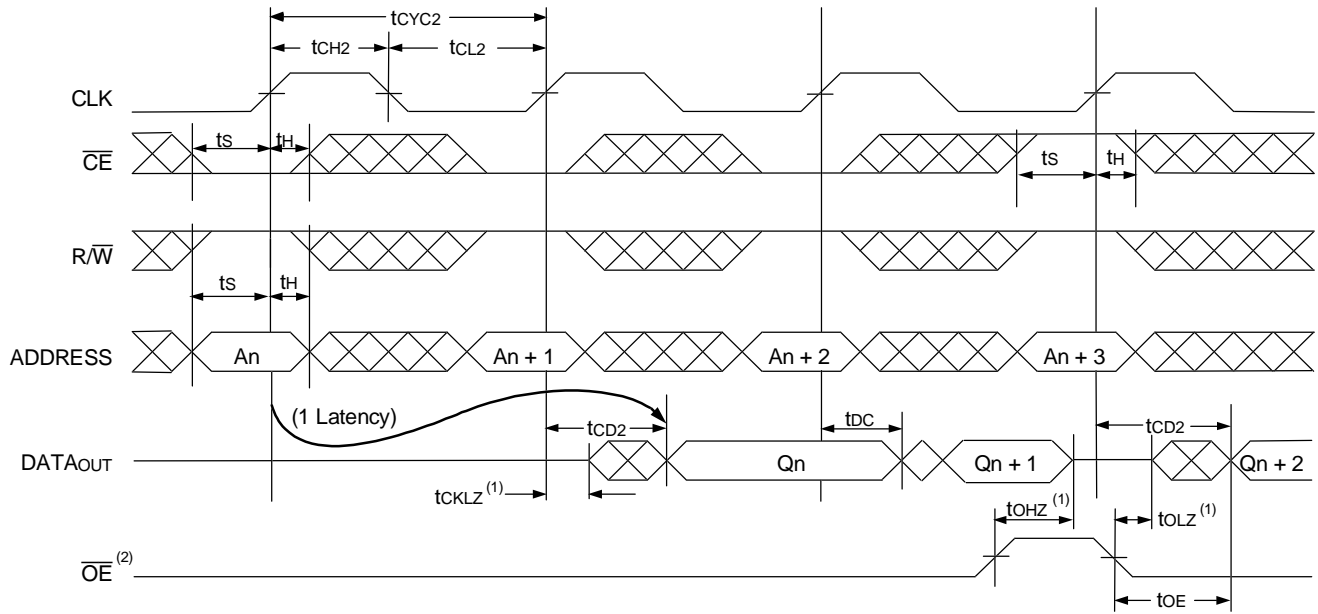 tCYC2
tCH2
tCL2
CLK
tS
tH
CE
tS
tH
R/W
tS
tH
ADDRESS
An
An + 1
An + 2
An + 3
(1 Latency)
tCD2
tDC
tCD2
DATAOUT
Qn
Qn + 1
Qn + 2
tCKLZ (1)
tOHZ (1)
tOLZ (1)
OE (2)
tOE